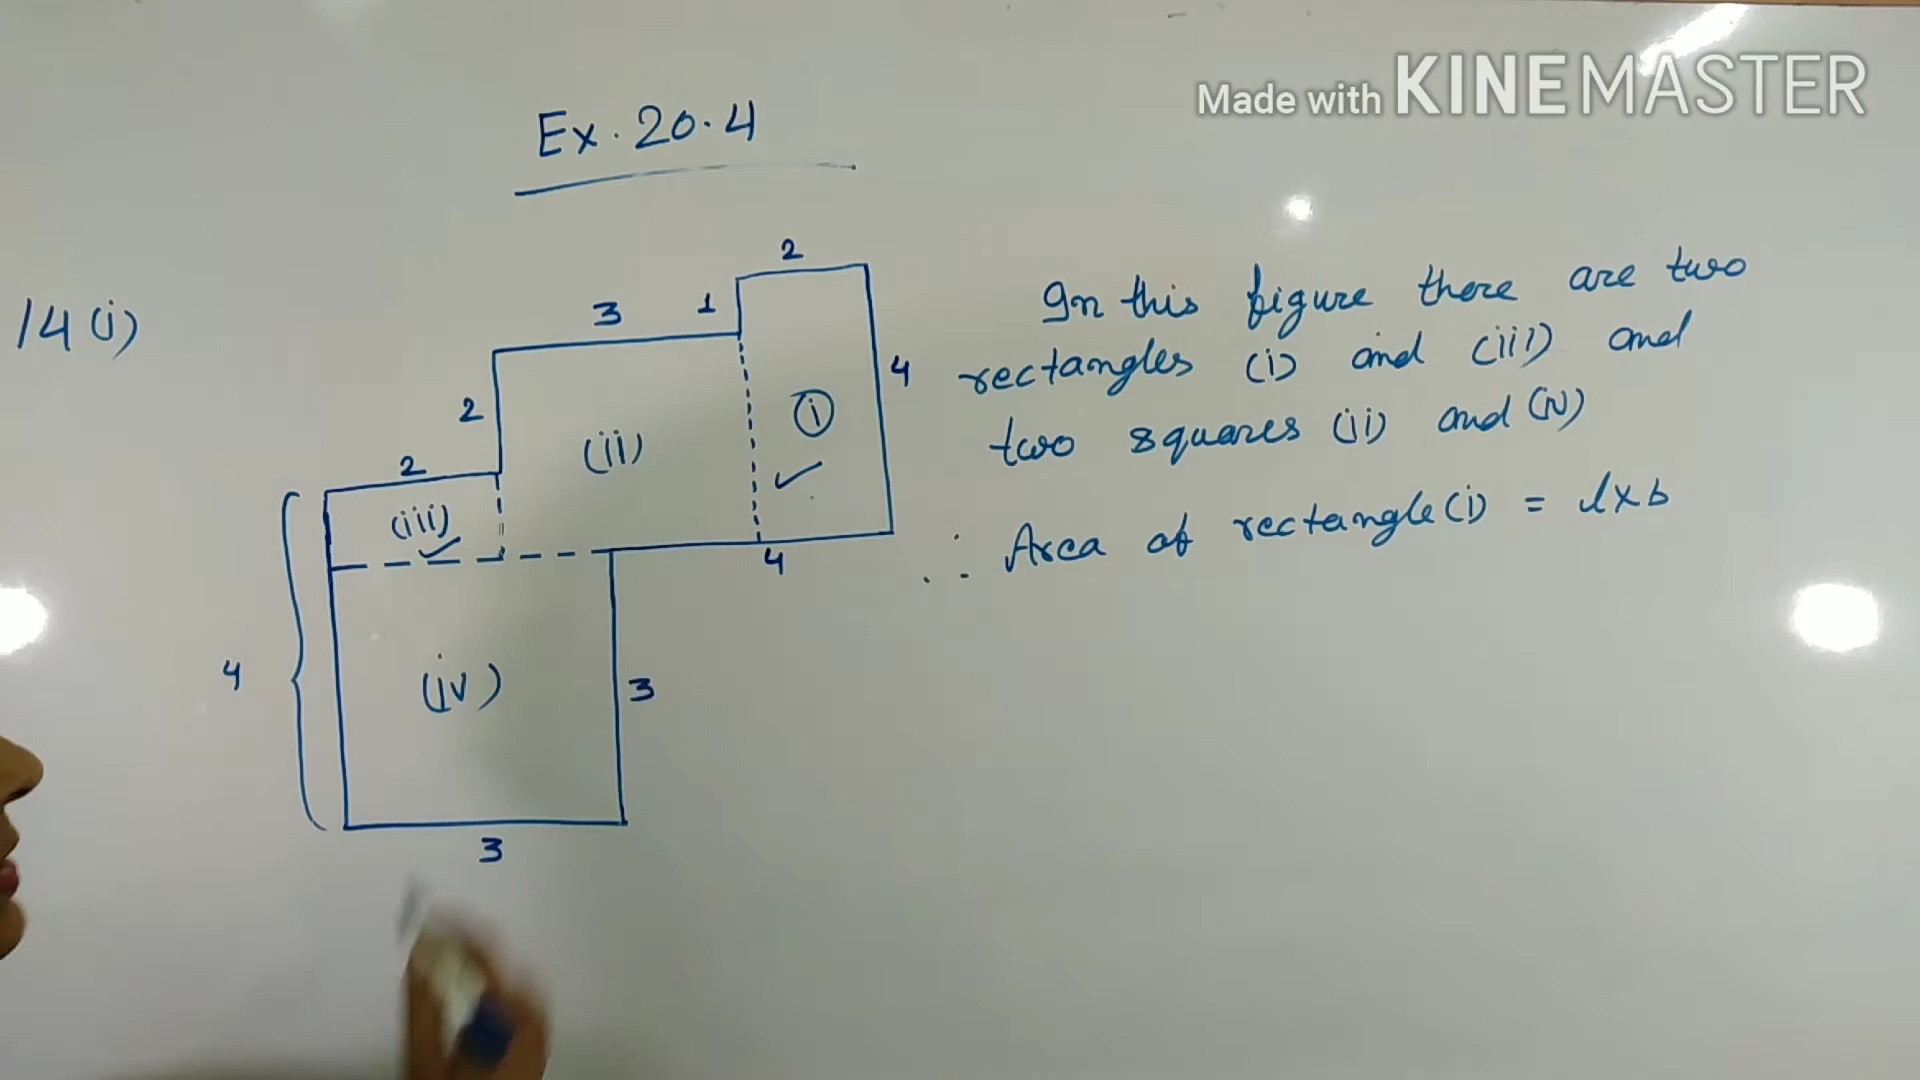 Made with KINEMASTER
Ex. 20.4
14 (i)
2
3
1
4
2
(i)
(ii)
2
(iii)
4
4
(iv)
3
3
In this figure there are two
rectangles (i) and (iii) and
two squares (ii) and (iv)
∴ Area of rectangle (i) = l×b